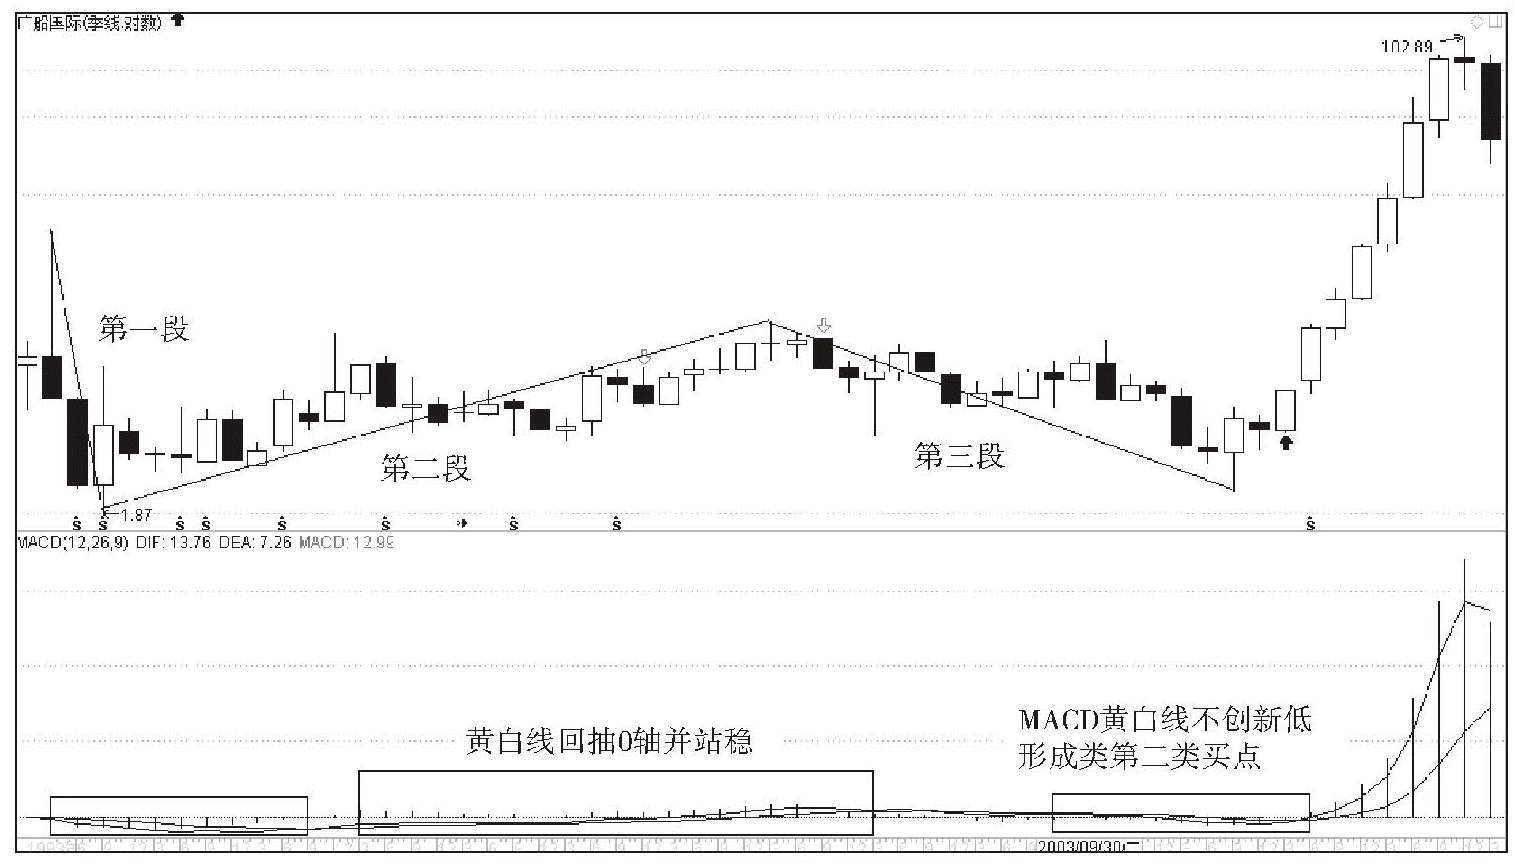 广船国际(季线.对数)
102.89
第一段
第二段
第三段
1.87
S S S S S S S S S
MACD(12,26,9) DIF: 13.76 DEA: 7.26 MACD: 12.99
黄白线回抽0轴并站稳
MACD黄白线不创新低
形成类第二类买点
2003/09/30/二